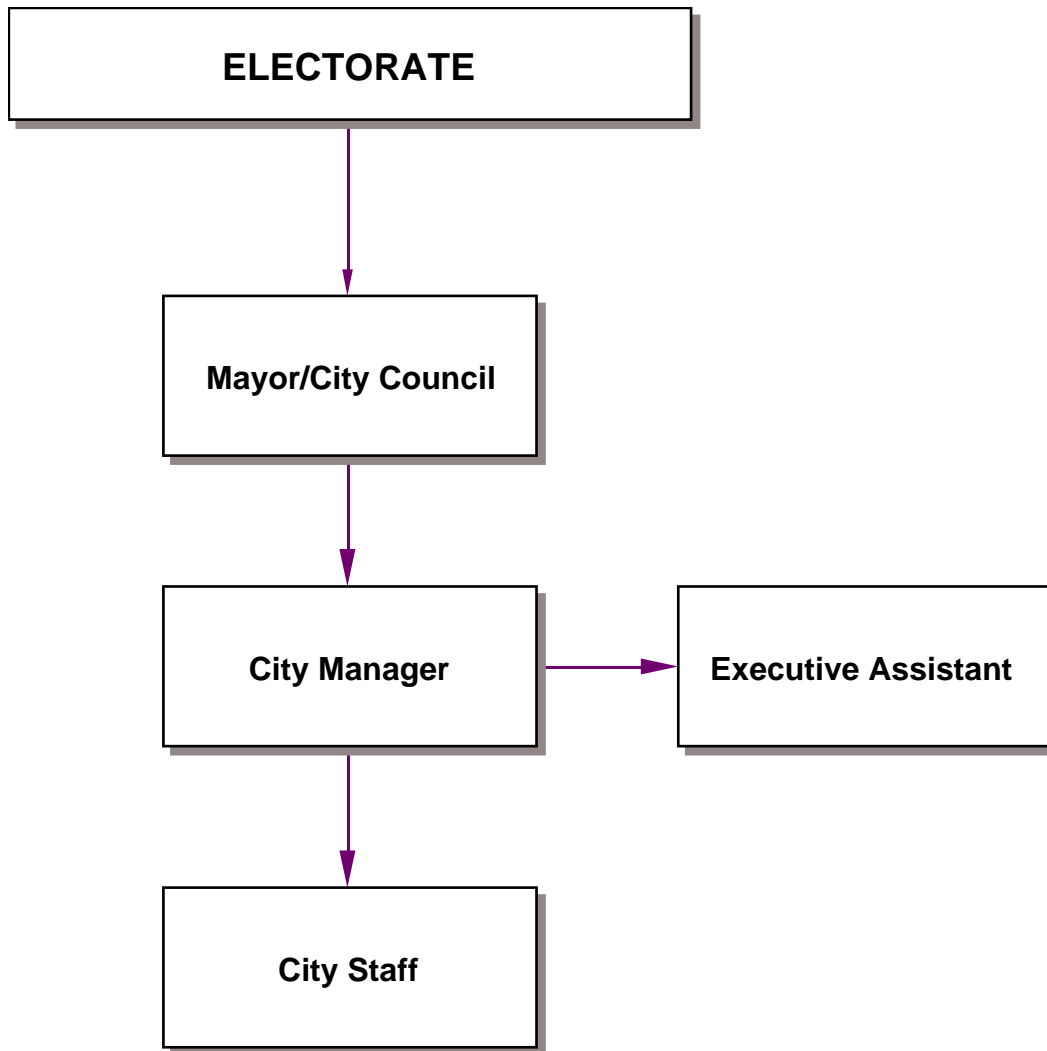 ELECTORATE
Mayor/City Council
City Manager
Executive Assistant
City Staff